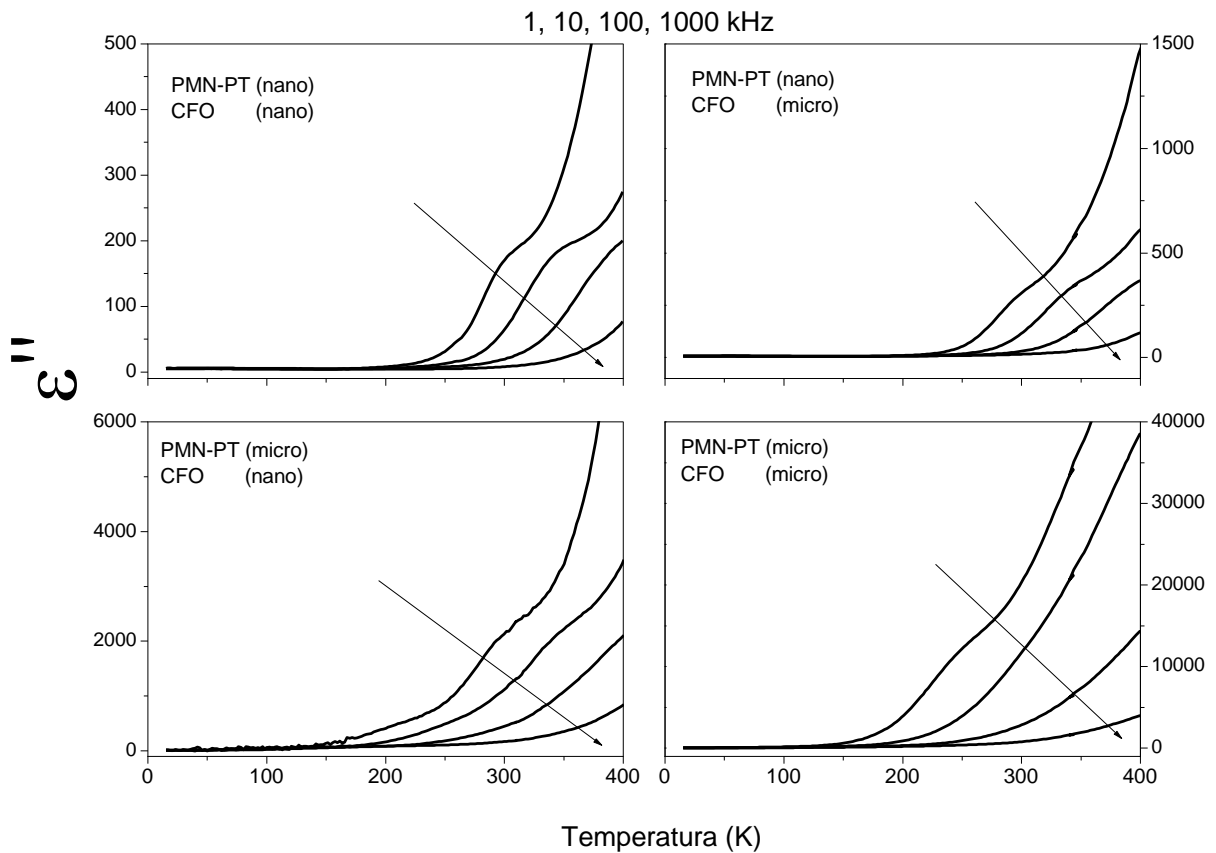 1, 10, 100, 1000 kHz
500
400
300
200
100
0
PMN-PT (nano)
CFO (nano)
PMN-PT (nano)
CFO (micro)
1500
1000
500
0
ε''
6000
4000
2000
0
PMN-PT (micro)
CFO (nano)
PMN-PT (micro)
CFO (micro)
40000
30000
20000
10000
0
0 100 200 300 400
0 100 200 300 400
Temperatura (K)